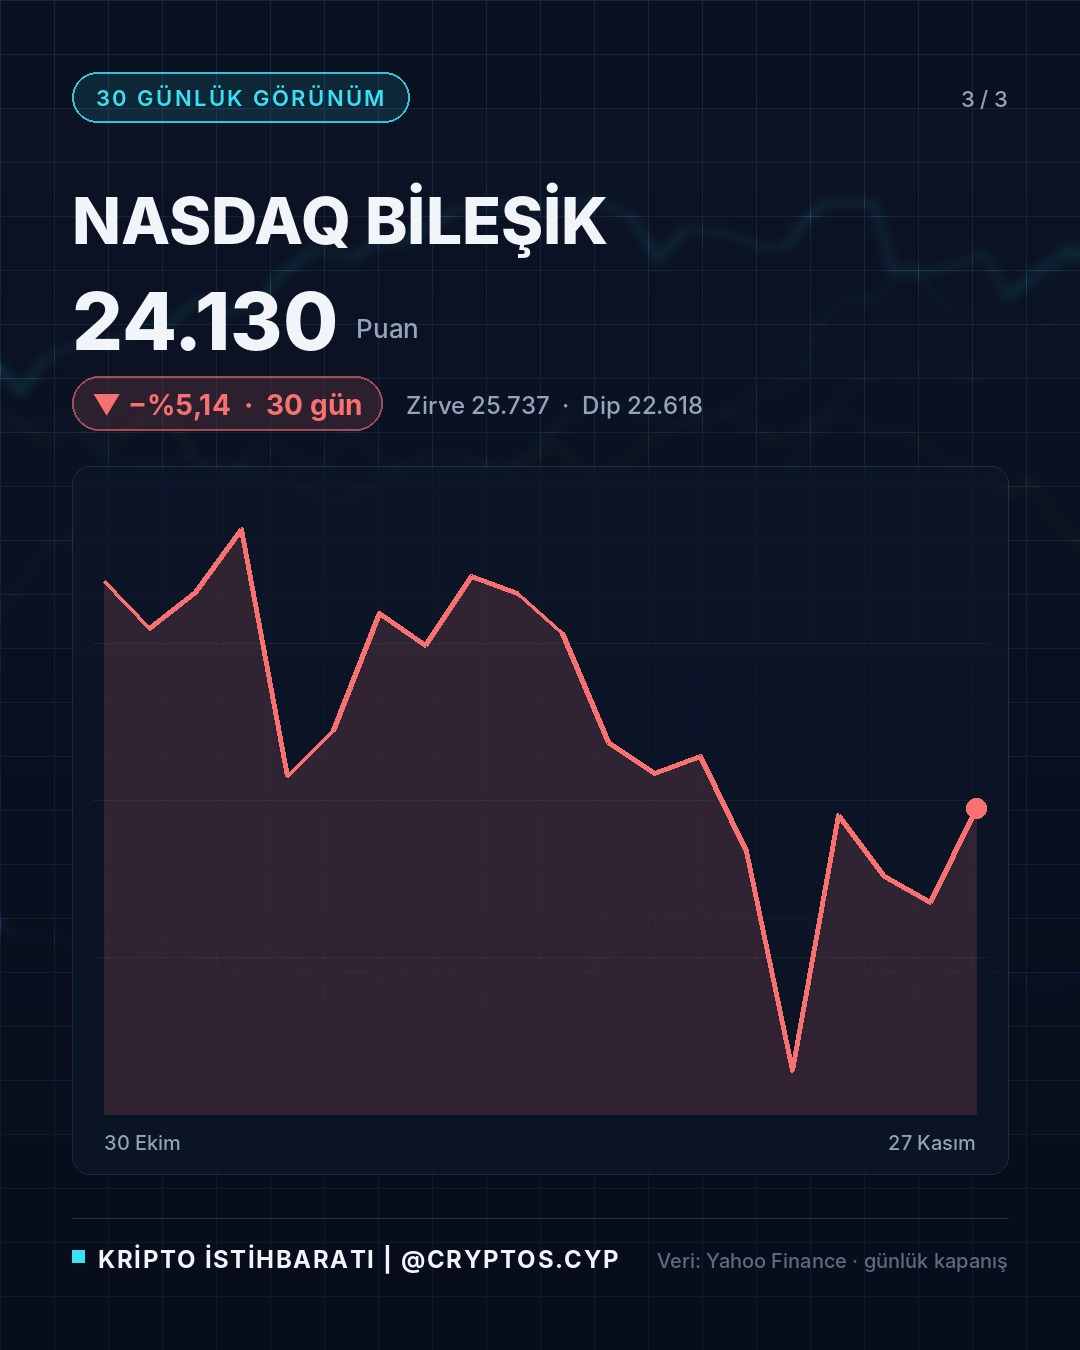 30 GÜNLÜK GÖRÜNÜM
3 / 3
NASDAQ BİLEŞİK
24.130 Puan
▼ −%5,14 · 30 gün
Zirve 25.737 · Dip 22.618
30 Ekim
27 Kasım
KRİPTO İSTİHBARATI | @CRYPTOS.CYP
Veri: Yahoo Finance · günlük kapanış